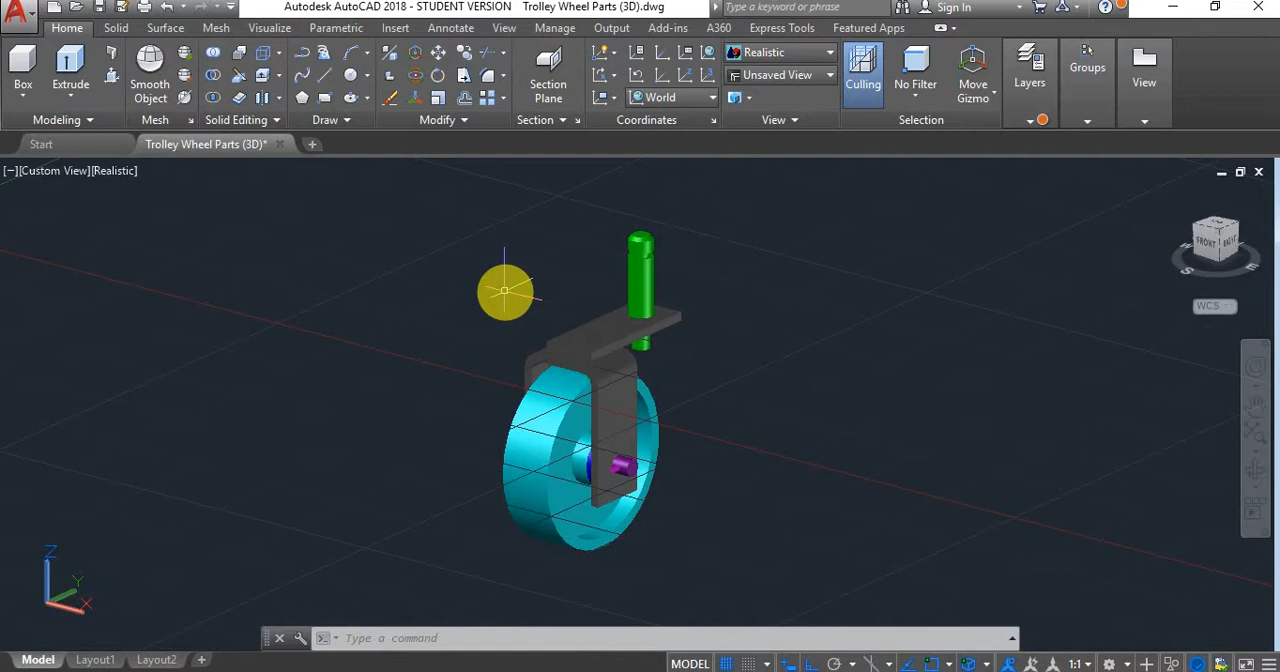 Autodesk AutoCAD 2018 - STUDENT VERSION Trolley Wheel Parts (3D).dwg
Type a keyword or phrase
Sign In
Home Solid Surface Mesh Visualize Parametric Insert Annotate View Manage Output Add-ins A360 Express Tools Featured Apps
Box
Extrude
Smooth
Object
Section
Plane
Realistic
Unsaved View
World
Culling
No Filter
Move
Gizmo
Layers
Groups
View
Modeling
Mesh
Solid Editing
Draw
Modify
Section
Coordinates
View
Selection
Start
Trolley Wheel Parts (3D)*
[−][Custom View][Realistic]
FRONT
RIGHT
S
E
WCS
Z
Y
X
Type a command
Model Layout1 Layout2
MODEL
1:1